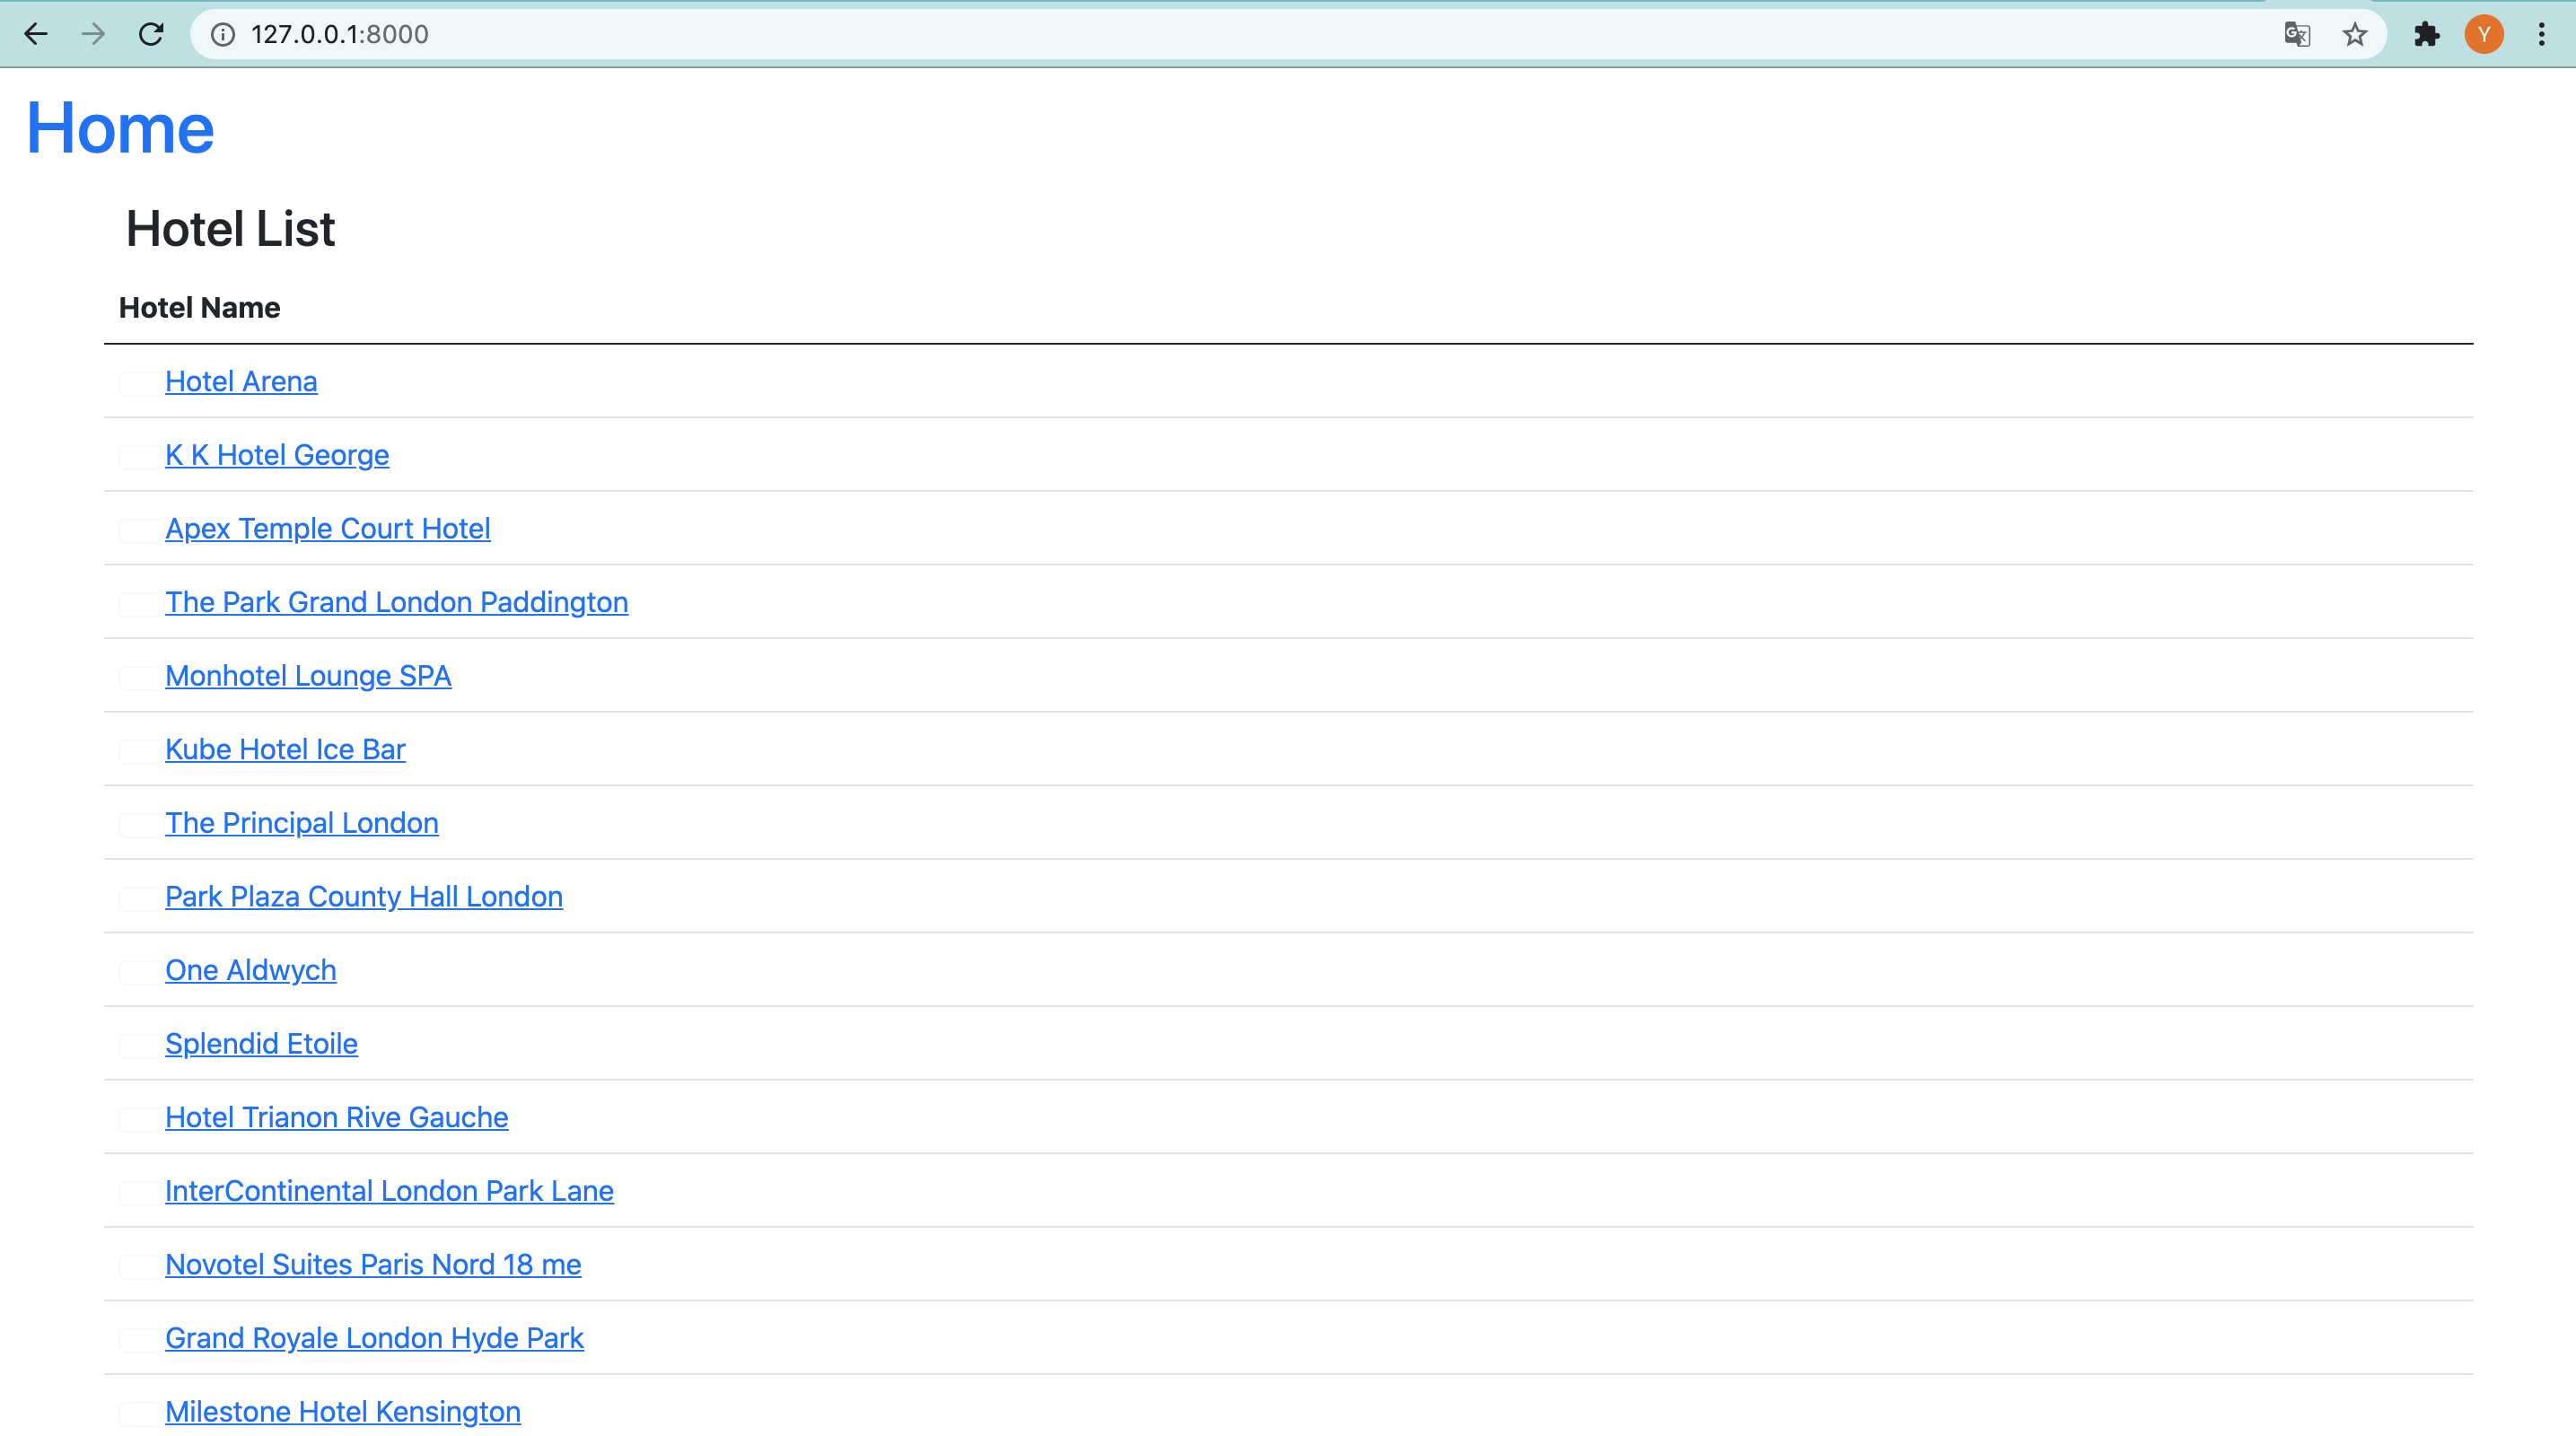 127.0.0.1:8000
Y
Home
Hotel List
Hotel Name
Hotel Arena
K K Hotel George
Apex Temple Court Hotel
The Park Grand London Paddington
Monhotel Lounge SPA
Kube Hotel Ice Bar
The Principal London
Park Plaza County Hall London
One Aldwych
Splendid Etoile
Hotel Trianon Rive Gauche
InterContinental London Park Lane
Novotel Suites Paris Nord 18 me
Grand Royale London Hyde Park
Milestone Hotel Kensington